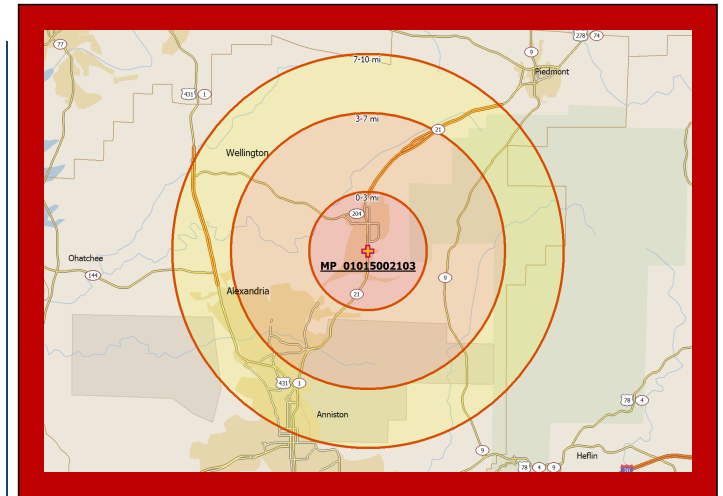 278 74
9
77
7-10 mi
Piedmont
431 1
3-7 mi
21
Wellington
0-3 mi
204
Ohatchee
MP_01015002103
144
9
Alexandria
21
431 1
78 4
Anniston
9
Heflin
78 4 9